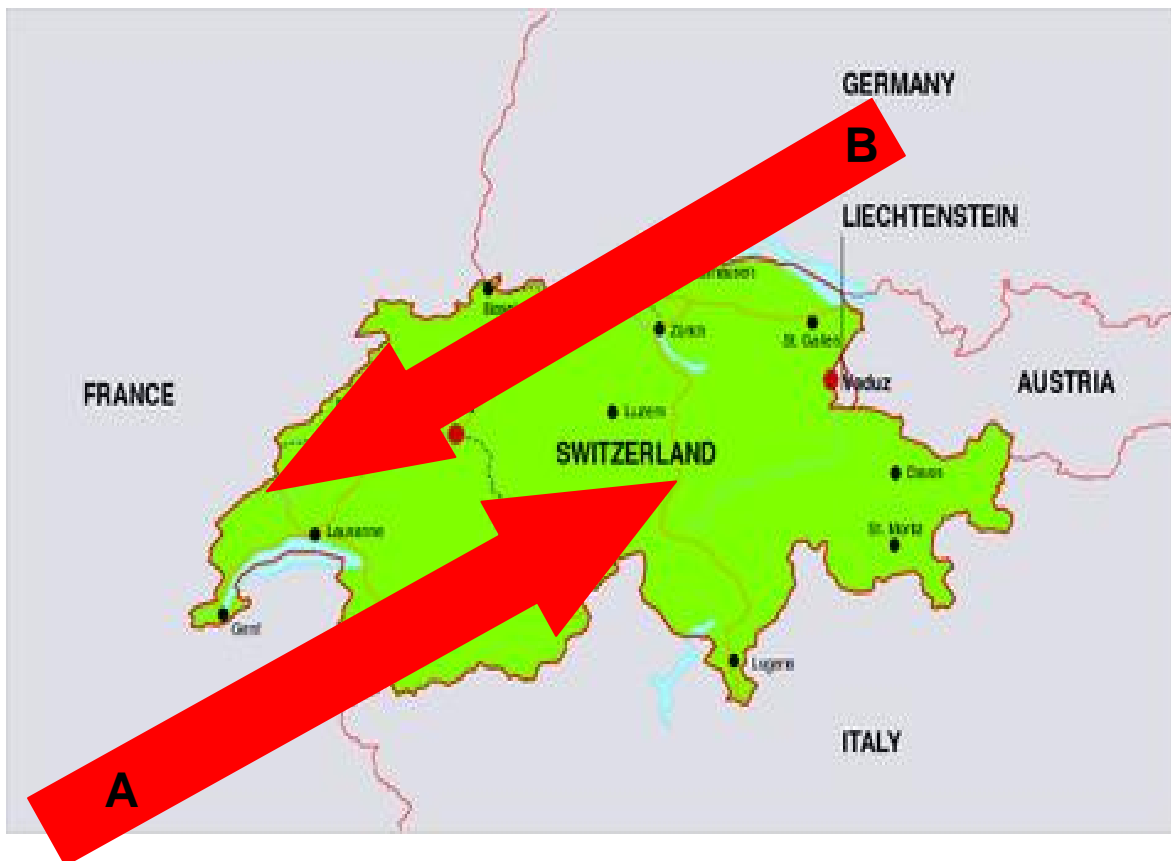 GERMANY
B
LIECHTENSTEIN
Zürich
St. Gallen
FRANCE
Vaduz
AUSTRIA
Luzern
SWITZERLAND
Davos
Lausanne
St. Moritz
Genf
Lugano
ITALY
A